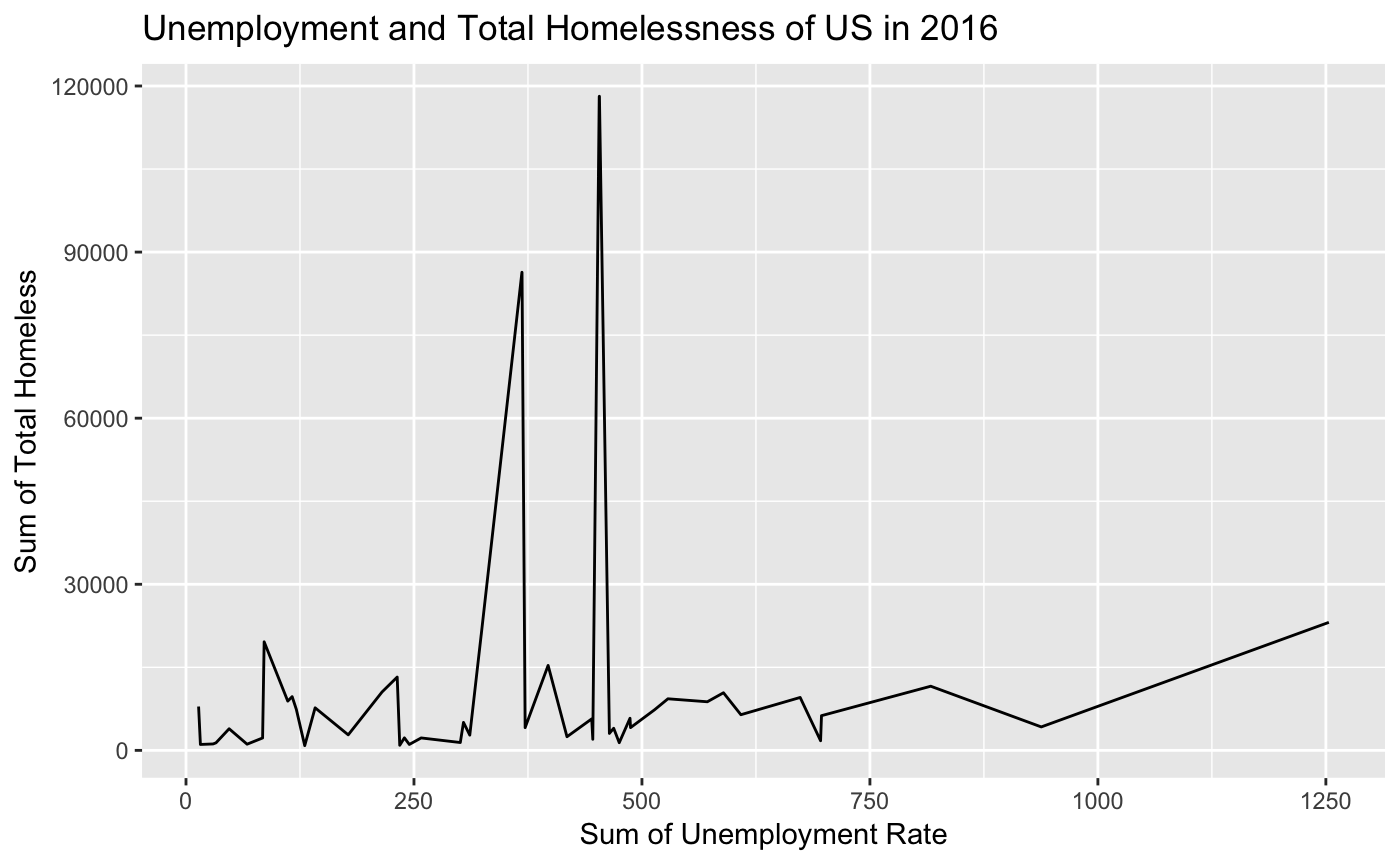 Unemployment and Total Homelessness of US in 2016
Sum of Total Homeless
120000
90000
60000
30000
0
0 250 500 750 1000 1250
Sum of Unemployment Rate